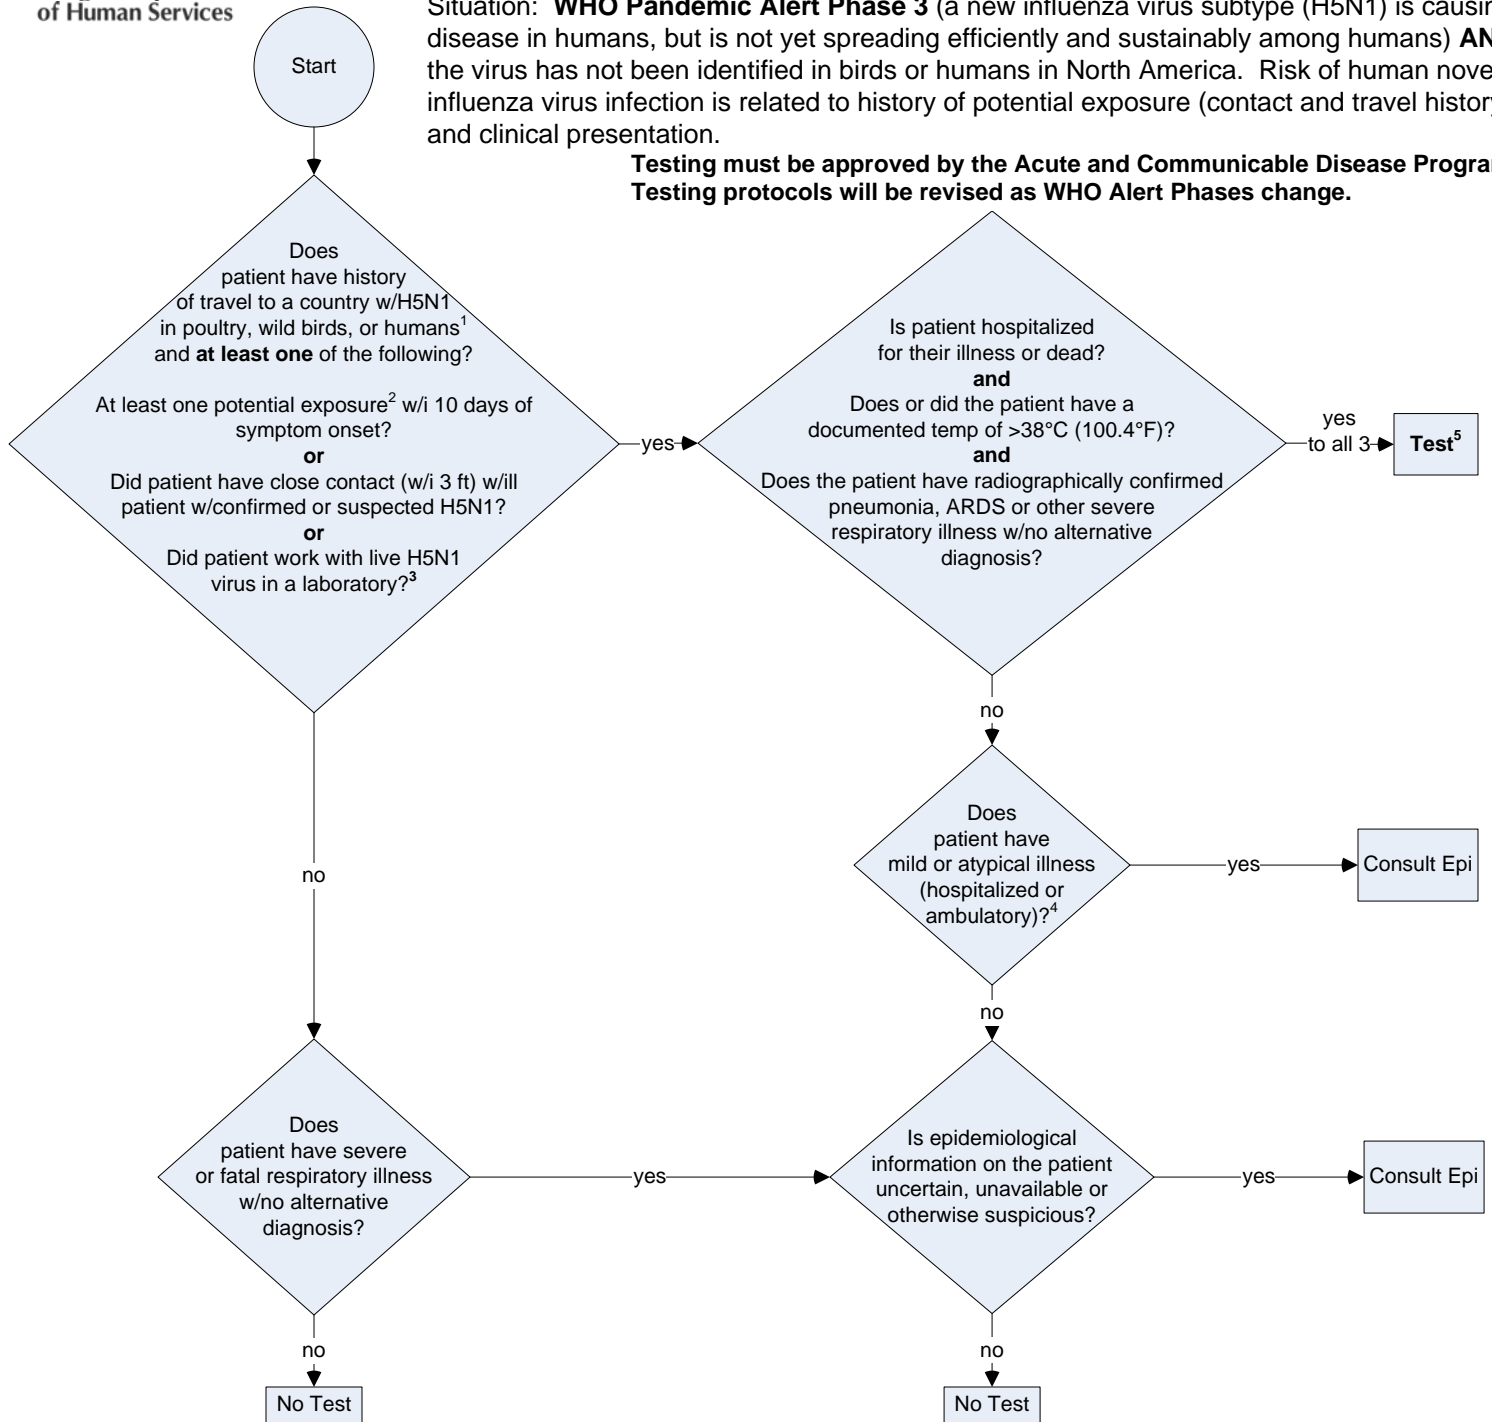 of Human Services
Situation: WHO Pandemic Alert Phase 3 (a new influenza virus subtype (H5N1) is causin
disease in humans, but is not yet spreading efficiently and sustainably among humans) AN
the virus has not been identified in birds or humans in North America. Risk of human nove
influenza virus infection is related to history of potential exposure (contact and travel history
and clinical presentation.
Testing must be approved by the Acute and Communicable Disease Progra
Testing protocols will be revised as WHO Alert Phases change.
Start
Does
patient have history
of travel to a country w/H5N1
in poultry, wild birds, or humans1
and at least one of the following?
At least one potential exposure2 w/i 10 days of
symptom onset?
or
Did patient have close contact (w/i 3 ft) w/ill
patient w/confirmed or suspected H5N1?
or
Did patient work with live H5N1
virus in a laboratory?3
yes
Is patient hospitalized
for their illness or dead?
and
Does or did the patient have a
documented temp of >38°C (100.4°F)?
and
Does the patient have radiographically confirmed
pneumonia, ARDS or other severe
respiratory illness w/no alternative
diagnosis?
yes
to all 3
Test5
no
Does
patient have
mild or atypical illness
(hospitalized or
ambulatory)?4
yes
Consult Epi
no
no
Does
patient have severe
or fatal respiratory illness
w/no alternative
diagnosis?
yes
Is epidemiological
information on the patient
uncertain, unavailable or
otherwise suspicious?
yes
Consult Epi
no
No Test
no
No Test